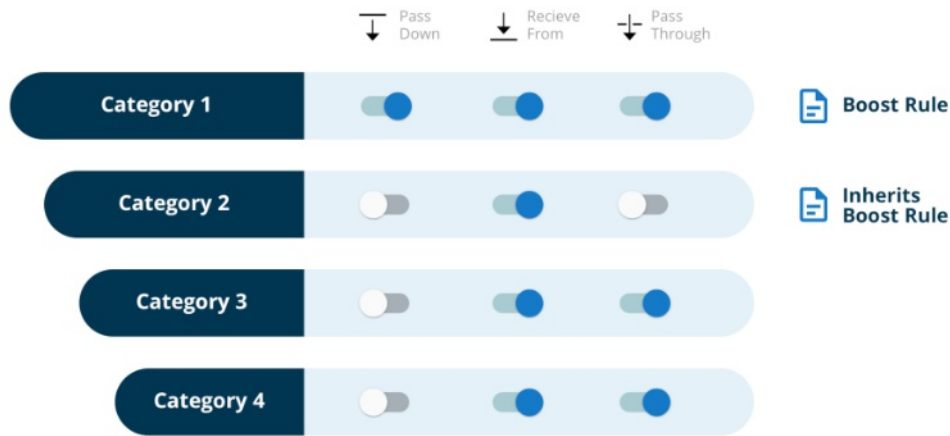 Pass
Down
Recieve
From
Pass
Through
Category 1
Boost Rule
Category 2
Inherits
Boost Rule
Category 3
Category 4